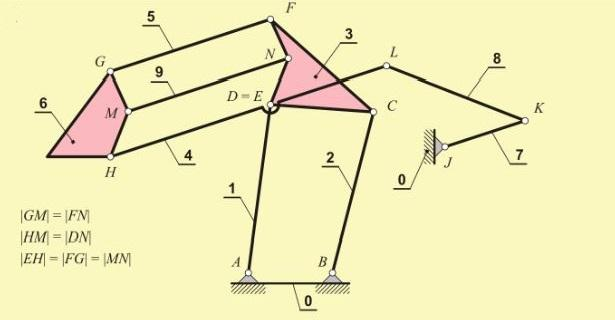 F
5
G
N
3
L
8
9
6
M
D = E
C
K
H
4
J
7
0
1
2
|GM| = |FN|
|HM| = |DN|
|EH| = |FG| = |MN|
A
B
0